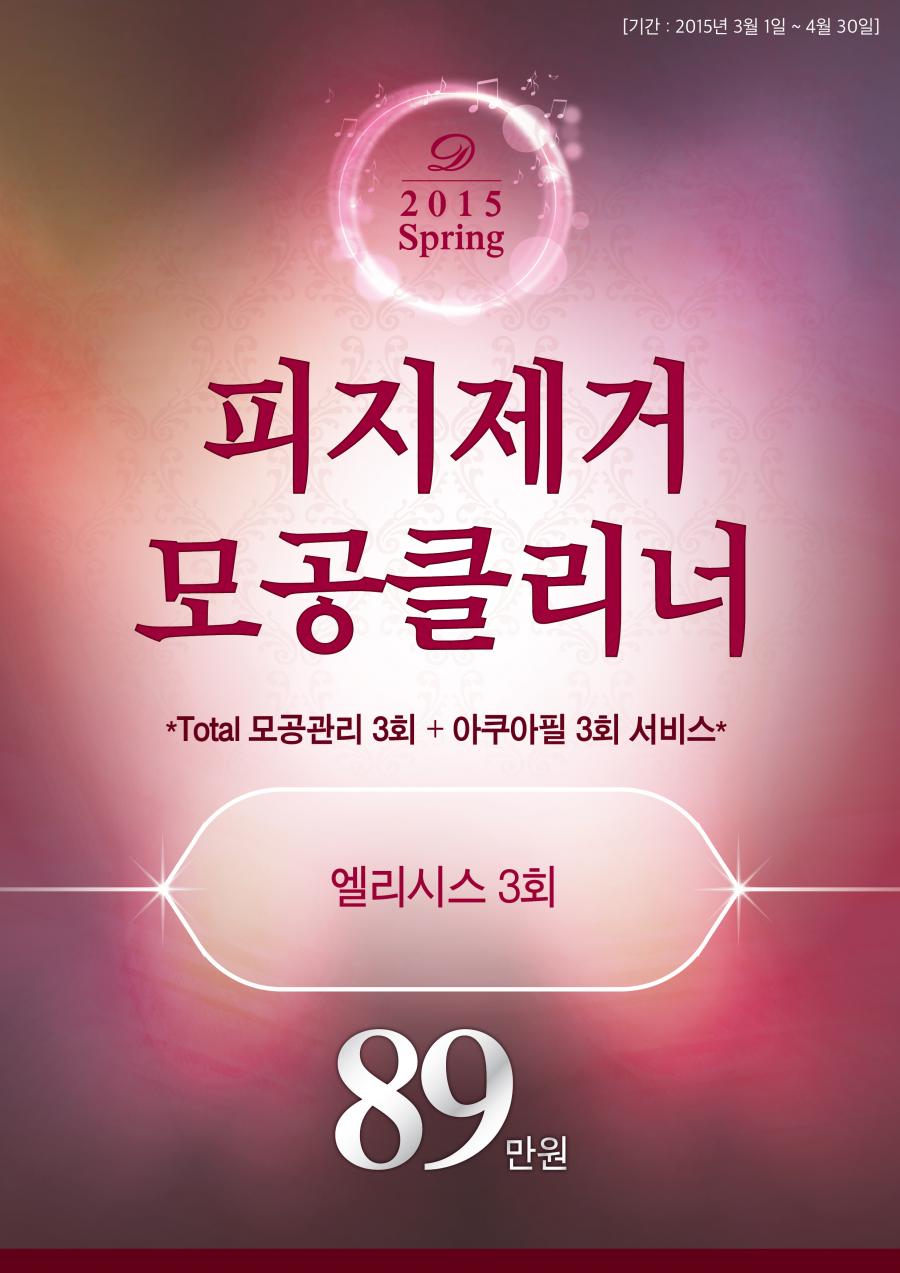 [기간 : 2015년 3월 1일 ~ 4월 30일]
D
2015
Spring
피지제거
모공클리너
*Total 모공관리 3회 + 아쿠아필 3회 서비스*
엘리시스 3회
89만원